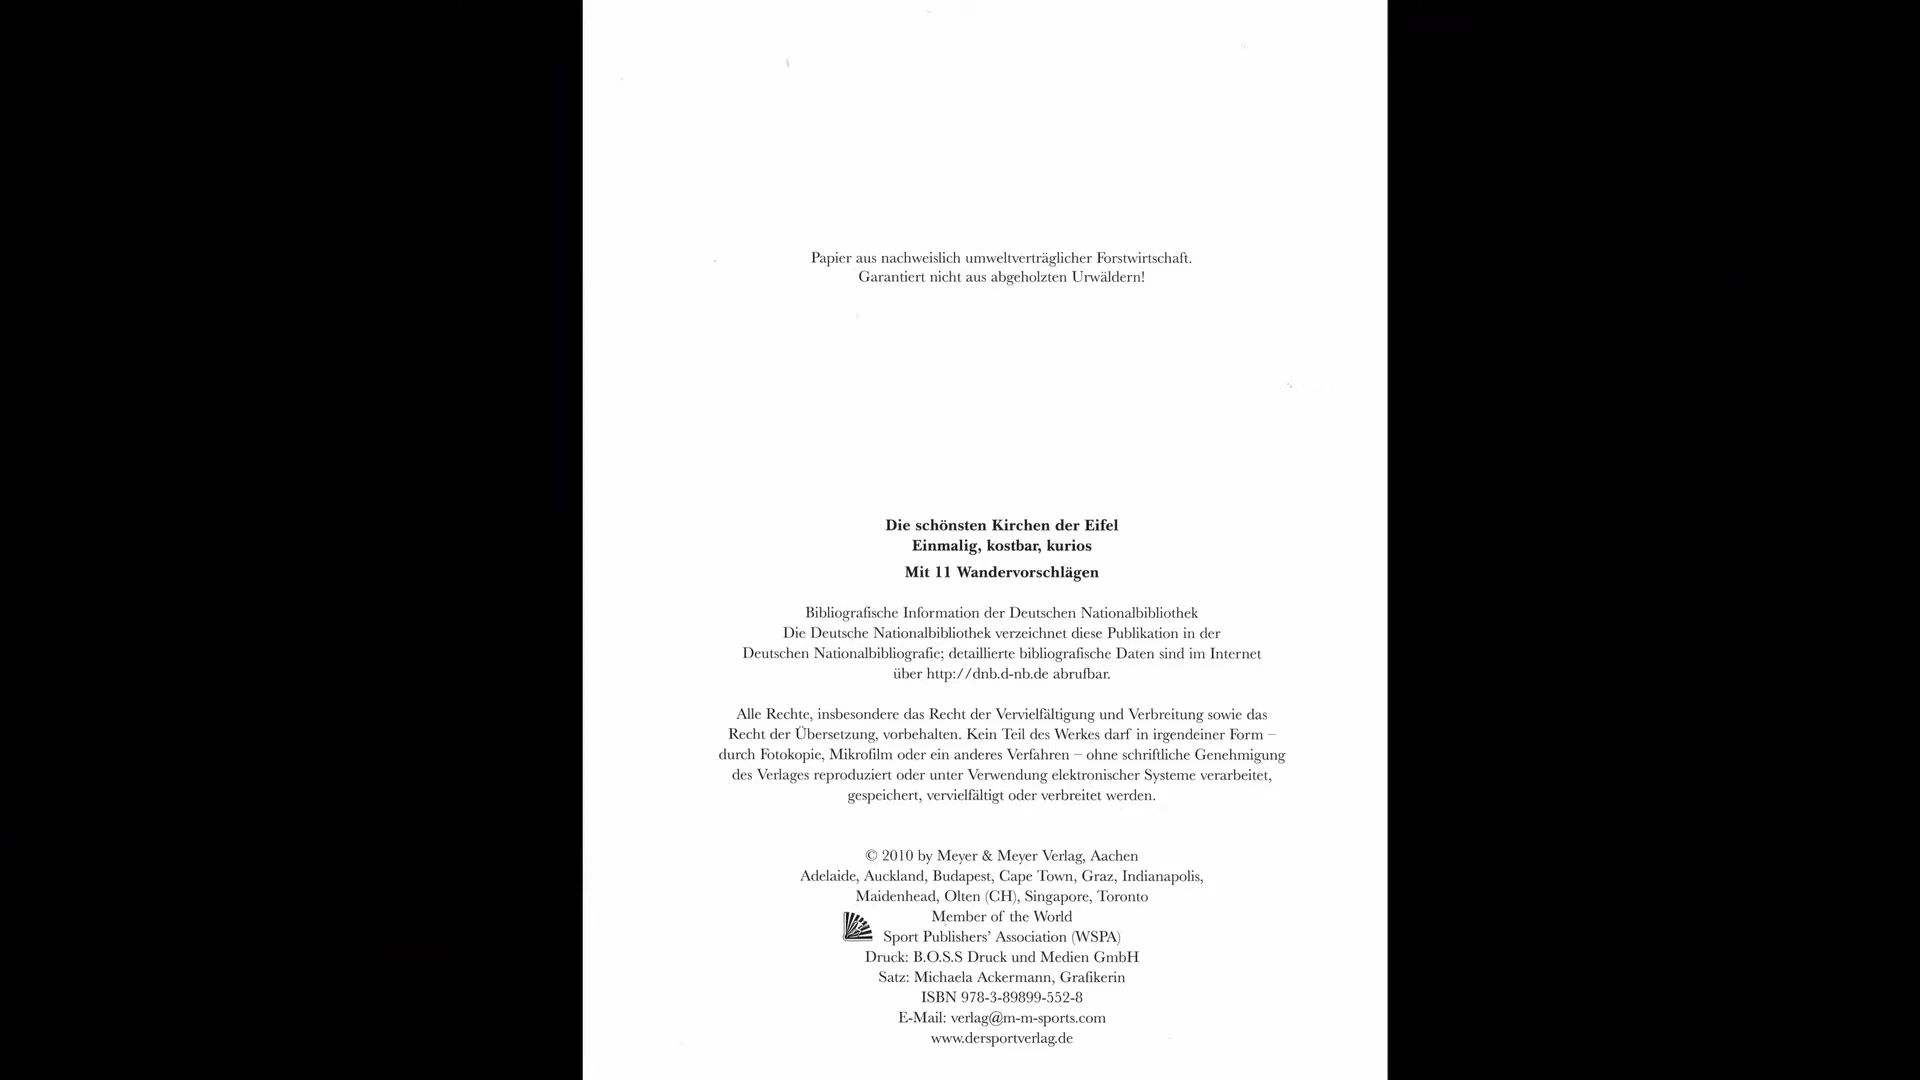 Papier aus nachweislich umweltverträglicher Forstwirtschaft.
Garantiert nicht aus abgeholzten Urwäldern!
Die schönsten Kirchen der Eifel
Einmalig, kostbar, kurios
Mit 11 Wandervorschlägen
Bibliografische Information der Deutschen Nationalbibliothek
Die Deutsche Nationalbibliothek verzeichnet diese Publikation in der
Deutschen Nationalbibliografie; detaillierte bibliografische Daten sind im Internet
über http://dnb.d-nb.de abrufbar.
Alle Rechte, insbesondere das Recht der Vervielfältigung und Verbreitung sowie das
Recht der Übersetzung, vorbehalten. Kein Teil des Werkes darf in irgendeiner Form –
durch Fotokopie, Mikrofilm oder ein anderes Verfahren – ohne schriftliche Genehmigung
des Verlages reproduziert oder unter Verwendung elektronischer Systeme verarbeitet,
gespeichert, vervielfältigt oder verbreitet werden.
© 2010 by Meyer & Meyer Verlag, Aachen
Adelaide, Auckland, Budapest, Cape Town, Graz, Indianapolis,
Maidenhead, Olten (CH), Singapore, Toronto
Member of the World
Sport Publishers’ Association (WSPA)
Druck: B.O.S.S Druck und Medien GmbH
Satz: Michaela Ackermann, Grafikerin
ISBN 978-3-89899-552-8
E-Mail: verlag@m-m-sports.com
www.dersportverlag.de